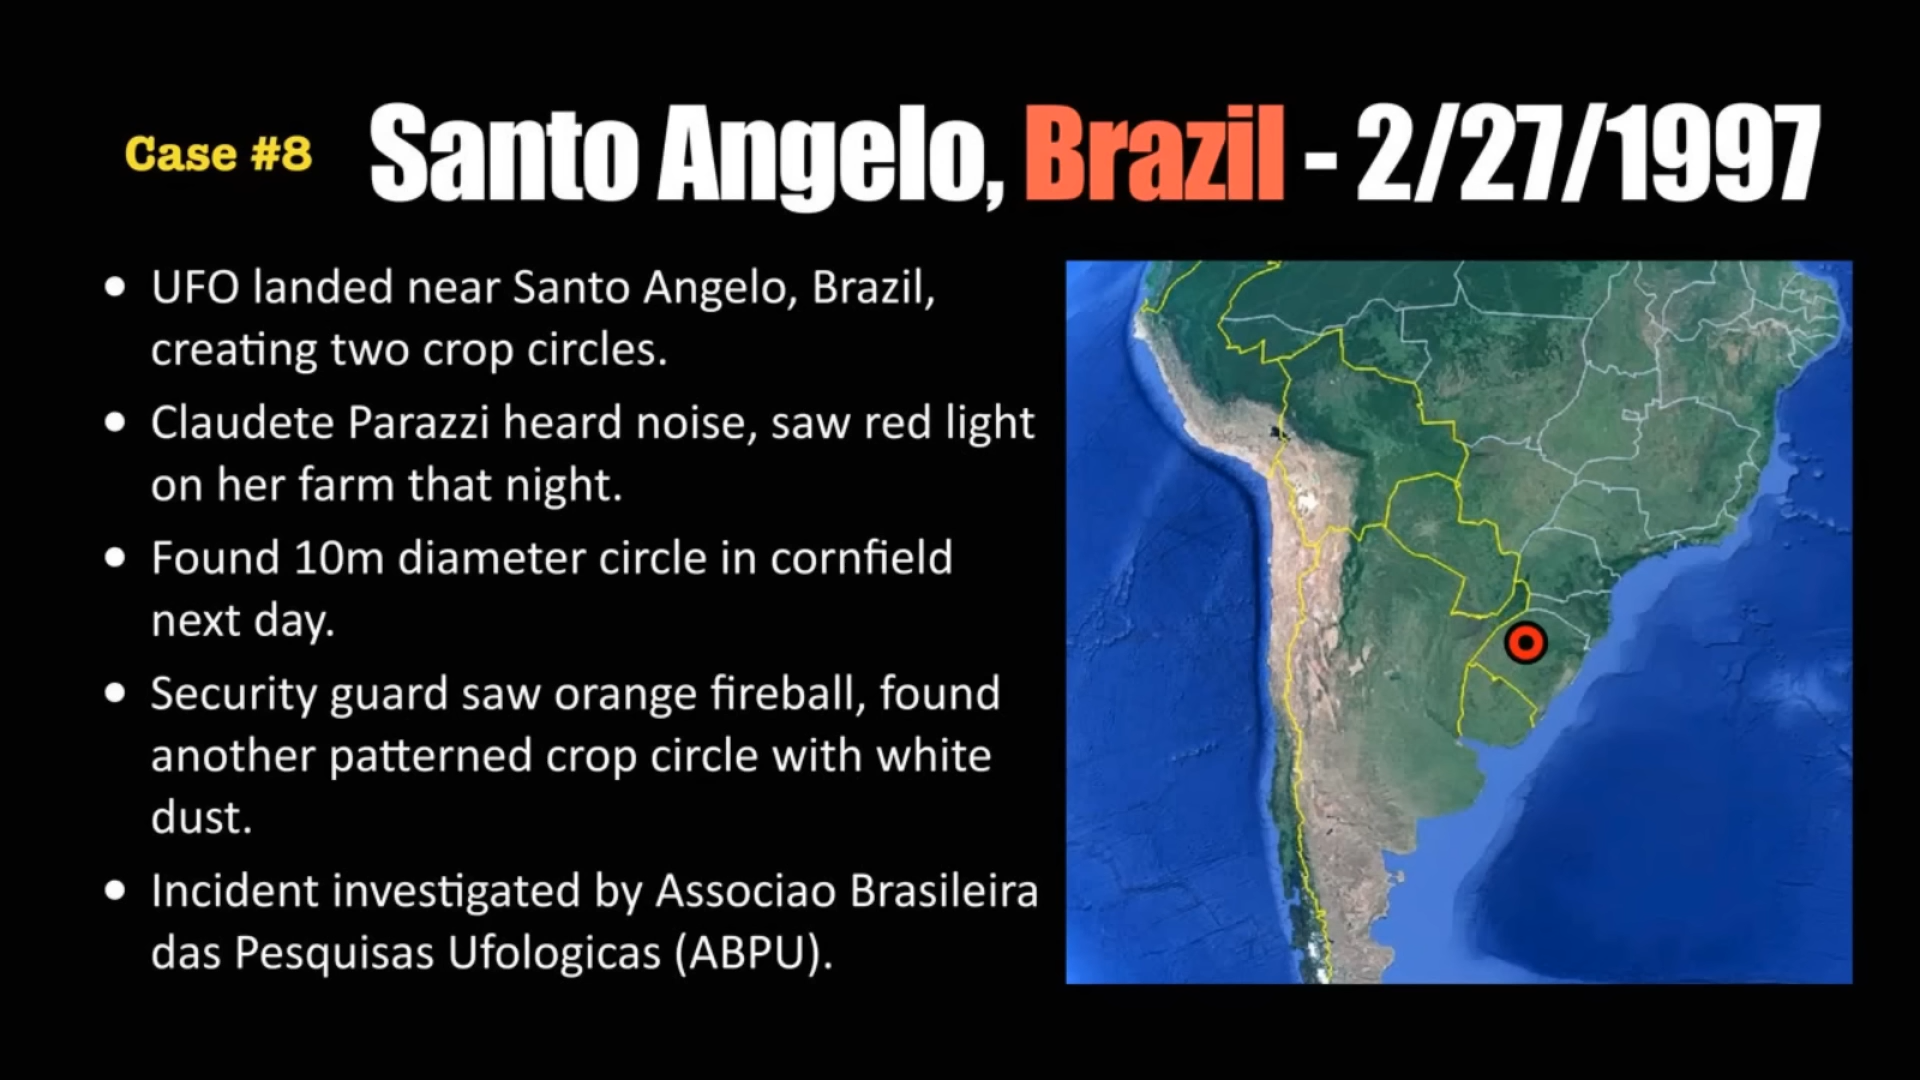 Case #8
Santo Angelo, Brazil - 2/27/1997
• UFO landed near Santo Angelo, Brazil,
creating two crop circles.
• Claudete Parazzi heard noise, saw red light
on her farm that night.
• Found 10m diameter circle in cornfield
next day.
• Security guard saw orange fireball, found
another patterned crop circle with white
dust.
• Incident investigated by Associao Brasileira
das Pesquisas Ufologicas (ABPU).